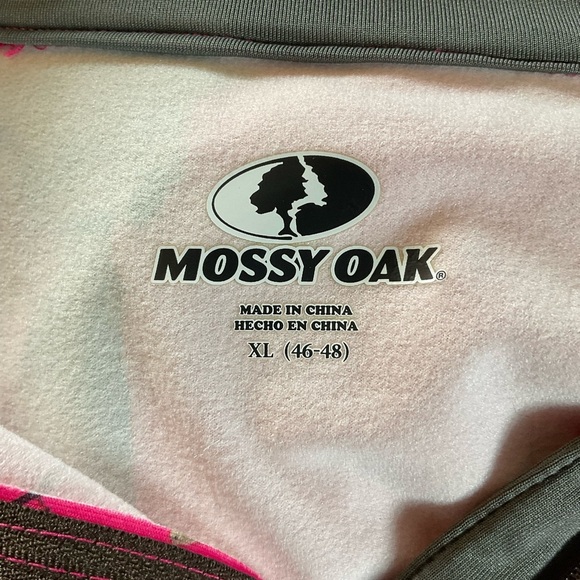 MOSSY OAK®
MADE IN CHINA
HECHO EN CHINA
XL (46-48)